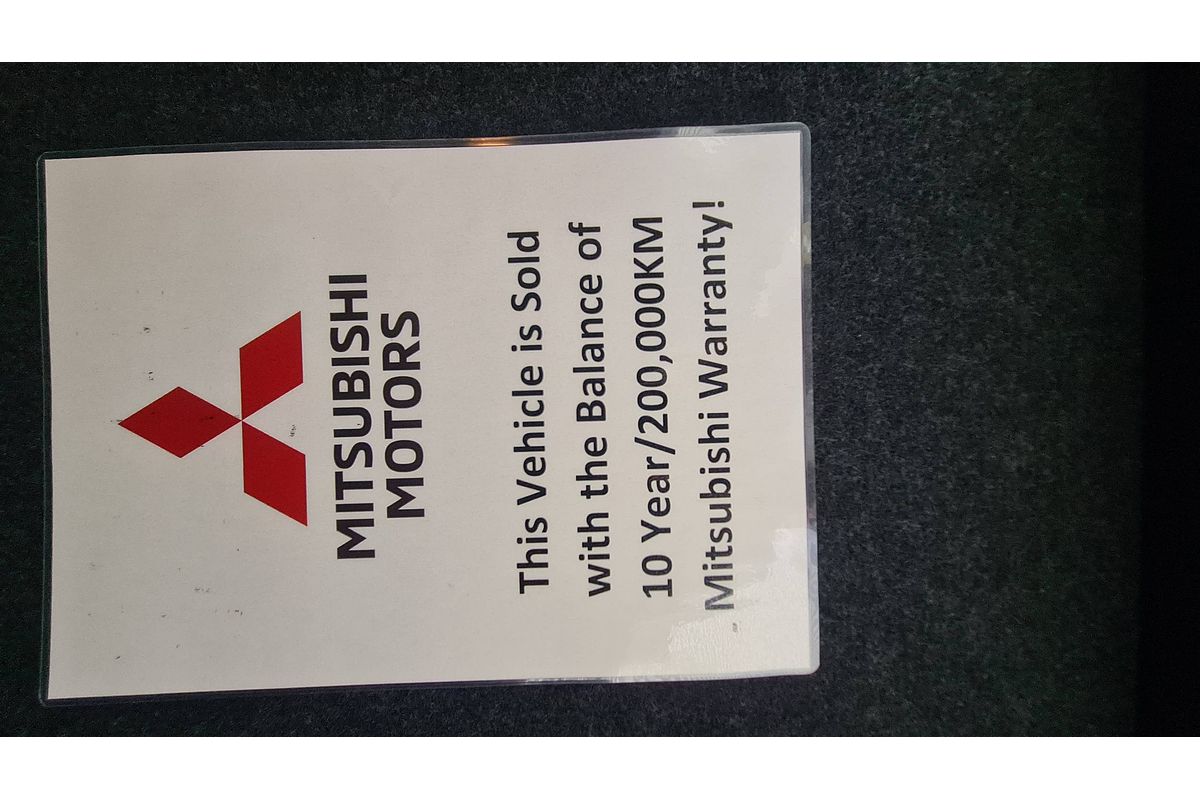 MITSUBISHI
MOTORS
This Vehicle is Sold
with the Balance of
10 Year/200,000KM
Mitsubishi Warranty!